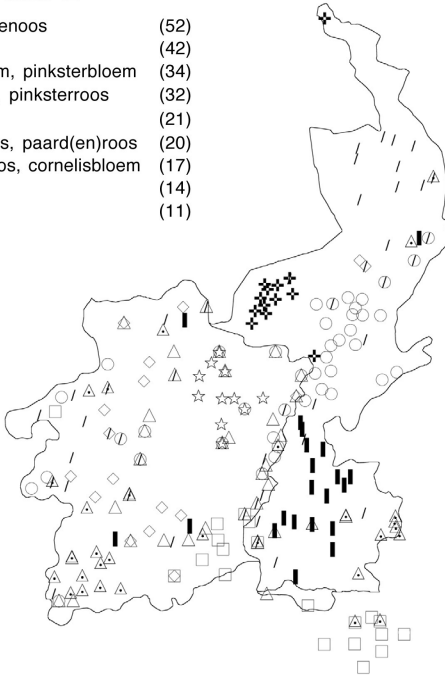 enoos (52)
(42)
m, pinksterbloem (34)
pinksterroos (32)
(21)
s, paard(en)roos (20)
os, cornelisbloem (17)
(14)
(11)